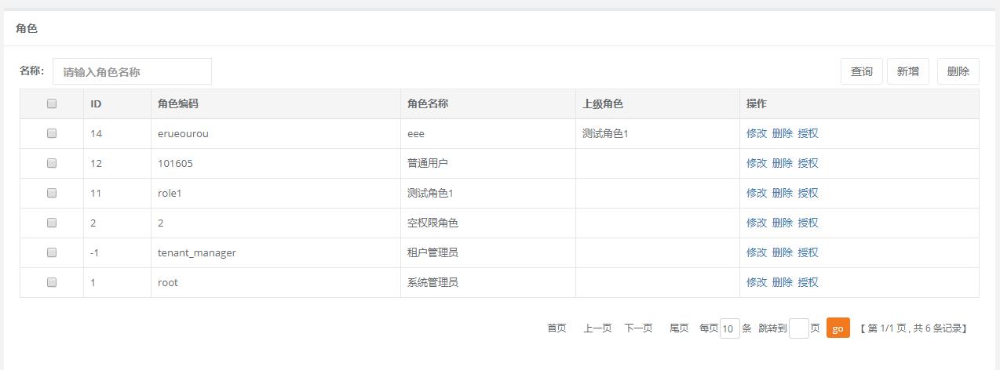 角色
名称: 请输入角色名称 查询 新增 删除
ID 角色编码 角色名称 上级角色 操作
14 erueourou eee 测试角色1 修改 删除 授权
12 101605 普通用户 修改 删除 授权
11 role1 测试角色1 修改 删除 授权
2 2 空权限角色 修改 删除 授权
-1 tenant_manager 租户管理员 修改 删除 授权
1 root 系统管理员 修改 删除 授权
首页 上一页 下一页 尾页 每页 10 条 跳转到 页 go 【 第 1/1 页 , 共 6 条记录】